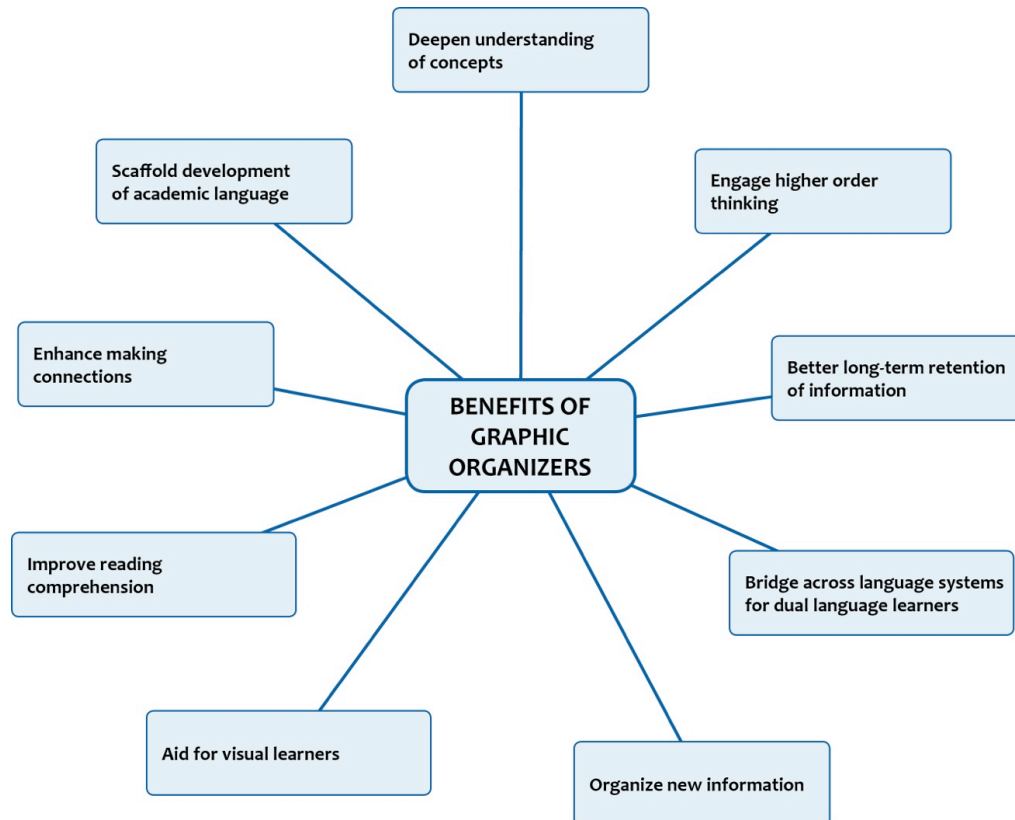 Deepen understanding
of concepts
Scaffold development
of academic language
Engage higher order
thinking
Enhance making
connections
Better long-term retention
of information
BENEFITS OF
GRAPHIC
ORGANIZERS
Improve reading
comprehension
Bridge across language systems
for dual language learners
Aid for visual learners
Organize new information